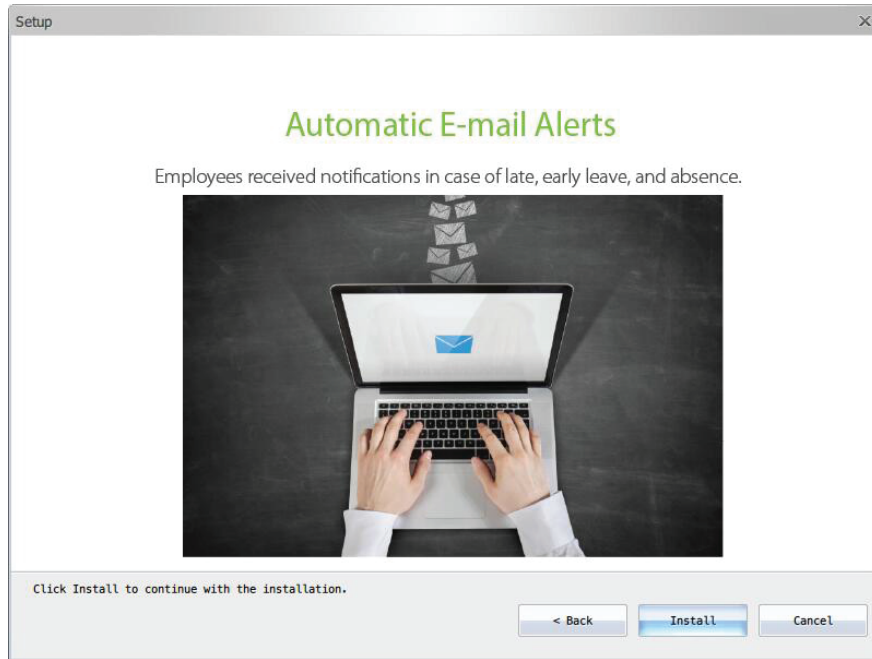 Setup
Automatic E-mail Alerts
Employees received notifications in case of late, early leave, and absence.
Click Install to continue with the installation.
< Back
Install
Cancel